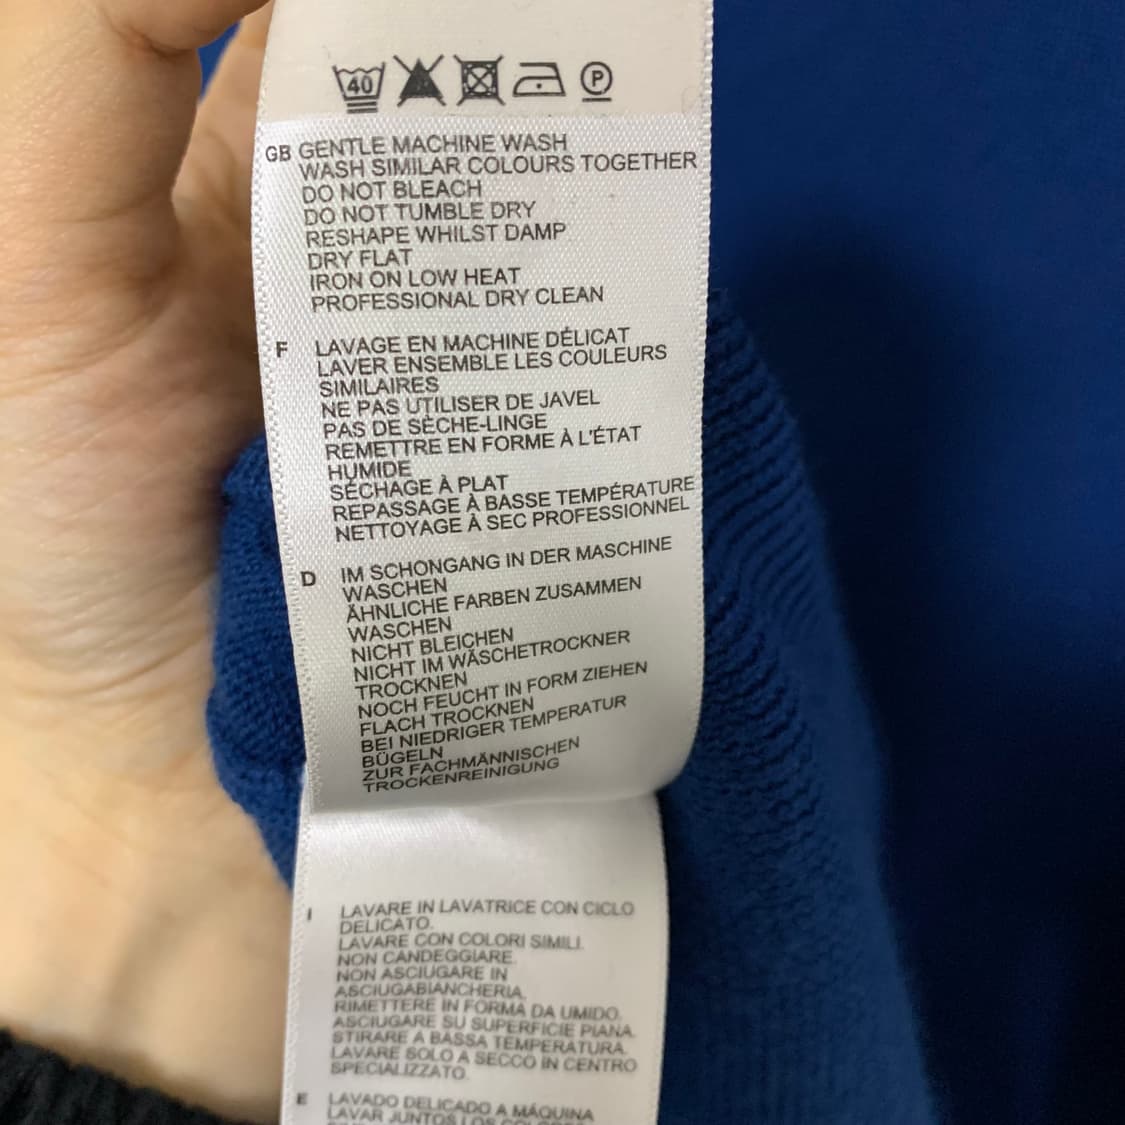 40 P
GB GENTLE MACHINE WASH
WASH SIMILAR COLOURS TOGETHER
DO NOT BLEACH
DO NOT TUMBLE DRY
RESHAPE WHILST DAMP
DRY FLAT
IRON ON LOW HEAT
PROFESSIONAL DRY CLEAN
F LAVAGE EN MACHINE DÉLICAT
LAVER ENSEMBLE LES COULEURS
SIMILAIRES
NE PAS UTILISER DE JAVEL
PAS DE SÈCHE-LINGE
REMETTRE EN FORME À L'ÉTAT
HUMIDE
SÉCHAGE À PLAT
REPASSAGE À BASSE TEMPÉRATURE
NETTOYAGE À SEC PROFESSIONNEL
D IM SCHONGANG IN DER MASCHINE
WASCHEN
ÄHNLICHE FARBEN ZUSAMMEN
WASCHEN
NICHT BLEICHEN
NICHT IM WÄSCHETROCKNER
TROCKNEN
NOCH FEUCHT IN FORM ZIEHEN
FLACH TROCKNEN
BEI NIEDRIGER TEMPERATUR
BÜGELN
ZUR FACHMÄNNISCHEN
TROCKENREINIGUNG
I LAVARE IN LAVATRICE CON CICLO
DELICATO.
LAVARE CON COLORI SIMILI.
NON CANDEGGIARE.
NON ASCIUGARE IN
ASCIUGABIANCHERIA.
RIMETTERE IN FORMA DA UMIDO.
ASCIUGARE SU SUPERFICIE PIANA.
STIRARE A BASSA TEMPERATURA.
LAVARE SOLO A SECCO IN CENTRO
SPECIALIZZATO.
E LAVADO DELICADO A MÁQUINA
LAVAR JUNTOS LOS COLORES